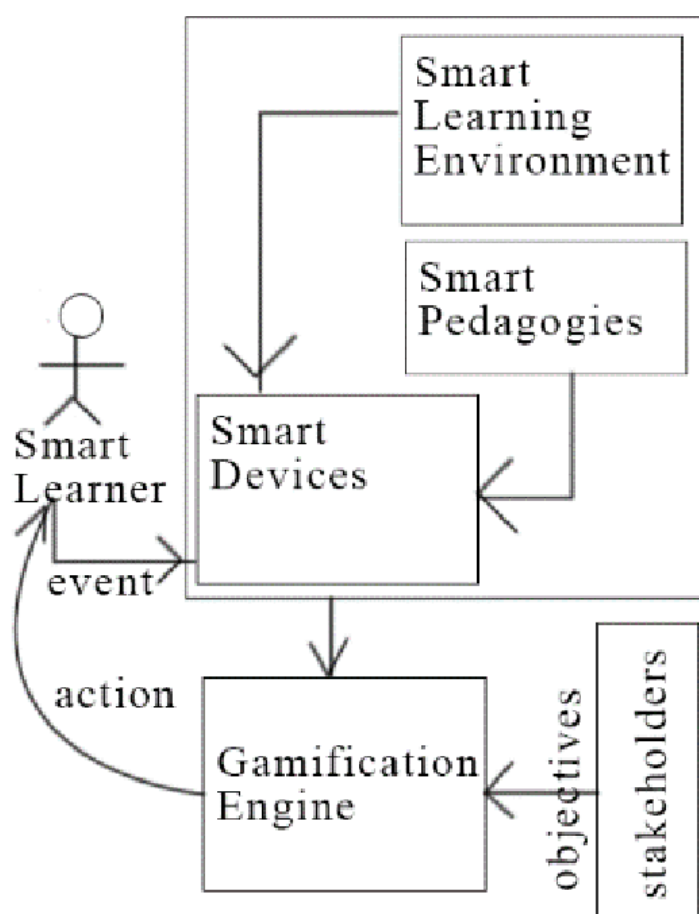 Smart
Learning
Environment
Smart
Pedagogies
Smart
Devices
Smart
Learner
event
action
Gamification
Engine
objectives
stakeholders